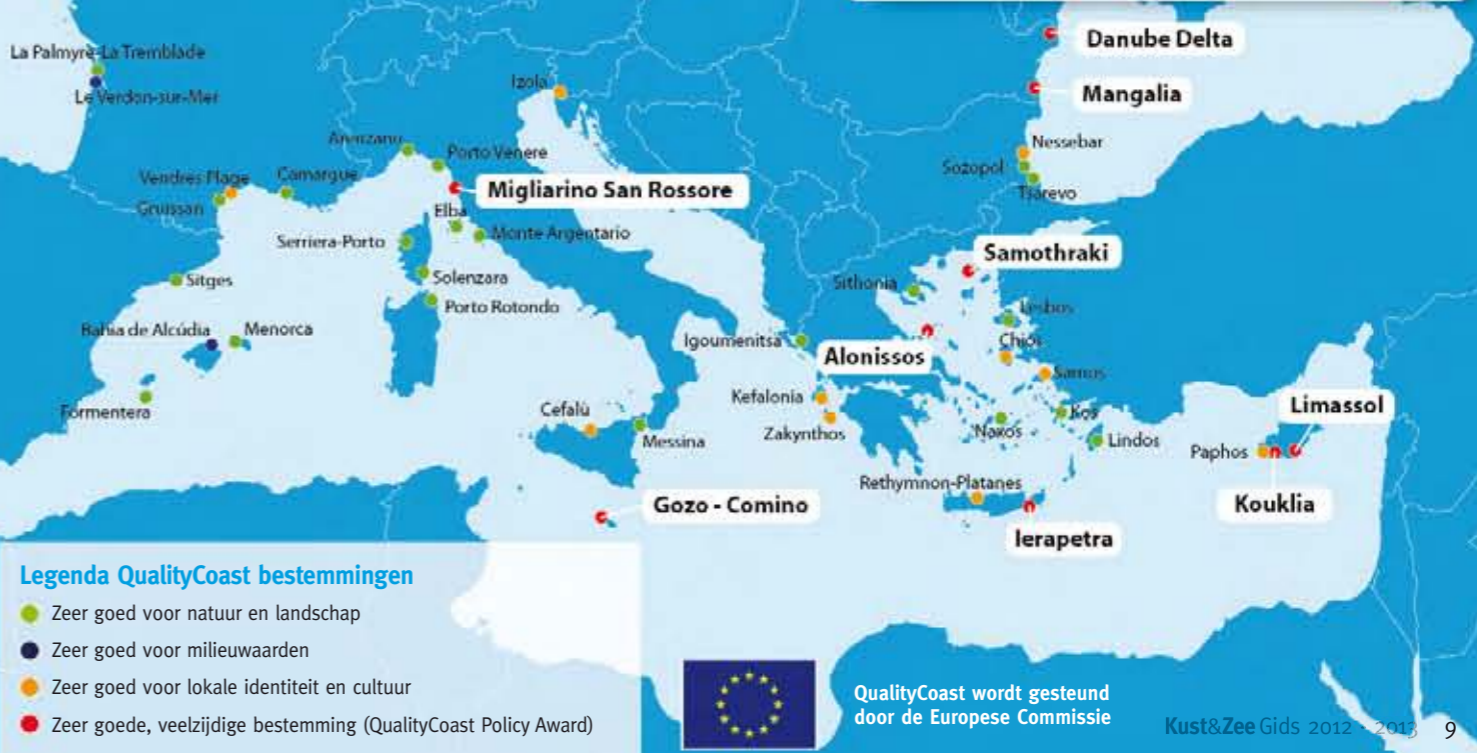 La Palmyre-La Tremblade
Le Verdon-sur-Mer
Izola
Danube Delta
Mangalia
Nessebar
Sozopol
Tsarevo
Arenzano
Porto Venere
Vendres Plage
Camargue
Gruissan
Migliarino San Rossore
Elba
Serriera-Porto
Monte Argentario
Samothraki
Solenzara
Sithonia
Sitges
Porto Rotondo
Lesbos
Bahia de Alcúdia
Menorca
Igoumenitsa
Chios
Alonissos
Samos
Formentera
Kefalonia
Cefalù
Kos
Limassol
Messina
Zakynthos
Naxos
Lindos
Paphos
Rethymnon-Platanes
Gozo - Comino
Kouklia
Ierapetra
Legenda QualityCoast bestemmingen
Zeer goed voor natuur en landschap
Zeer goed voor milieuwaarden
Zeer goed voor lokale identiteit en cultuur
Zeer goede, veelzijdige bestemming (QualityCoast Policy Award)
QualityCoast wordt gesteund
door de Europese Commissie
Kust&Zee Gids 2012 - 2013 9